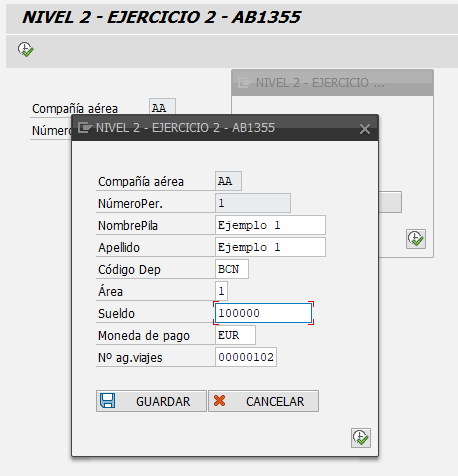 NIVEL 2 - EJERCICIO 2 - AB1355
NIVEL 2 - EJERCICIO ...
Compañía aérea AA
Número
NIVEL 2 - EJERCICIO 2 - AB1355
Compañía aérea AA
NúmeroPer. 1
NombrePila Ejemplo 1
Apellido Ejemplo 1
Código Dep BCN
Área 1
Sueldo 100000
Moneda de pago EUR
Nº ag.viajes 00000102
GUARDAR CANCELAR